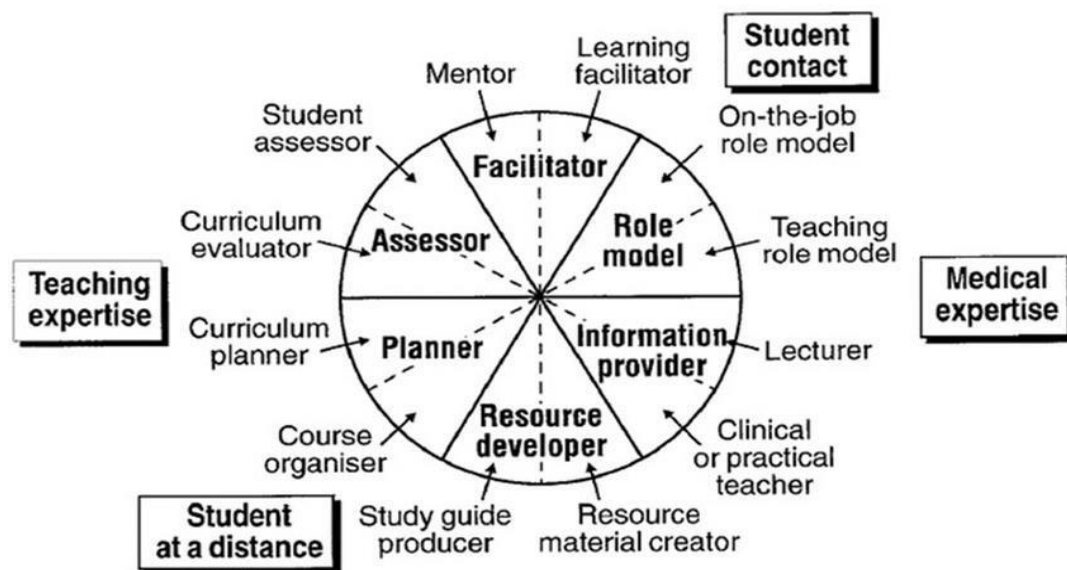 Student
contact
Learning
facilitator
Mentor
Student
assessor
On-the-job
role model
Facilitator
Curriculum
evaluator
Assessor
Role
model
Teaching
role model
Teaching
expertise
Medical
expertise
Curriculum
planner
Planner
Information
provider
Lecturer
Resource
developer
Course
organiser
Clinical
or practical
teacher
Student
at a distance
Study guide
producer
Resource
material creator